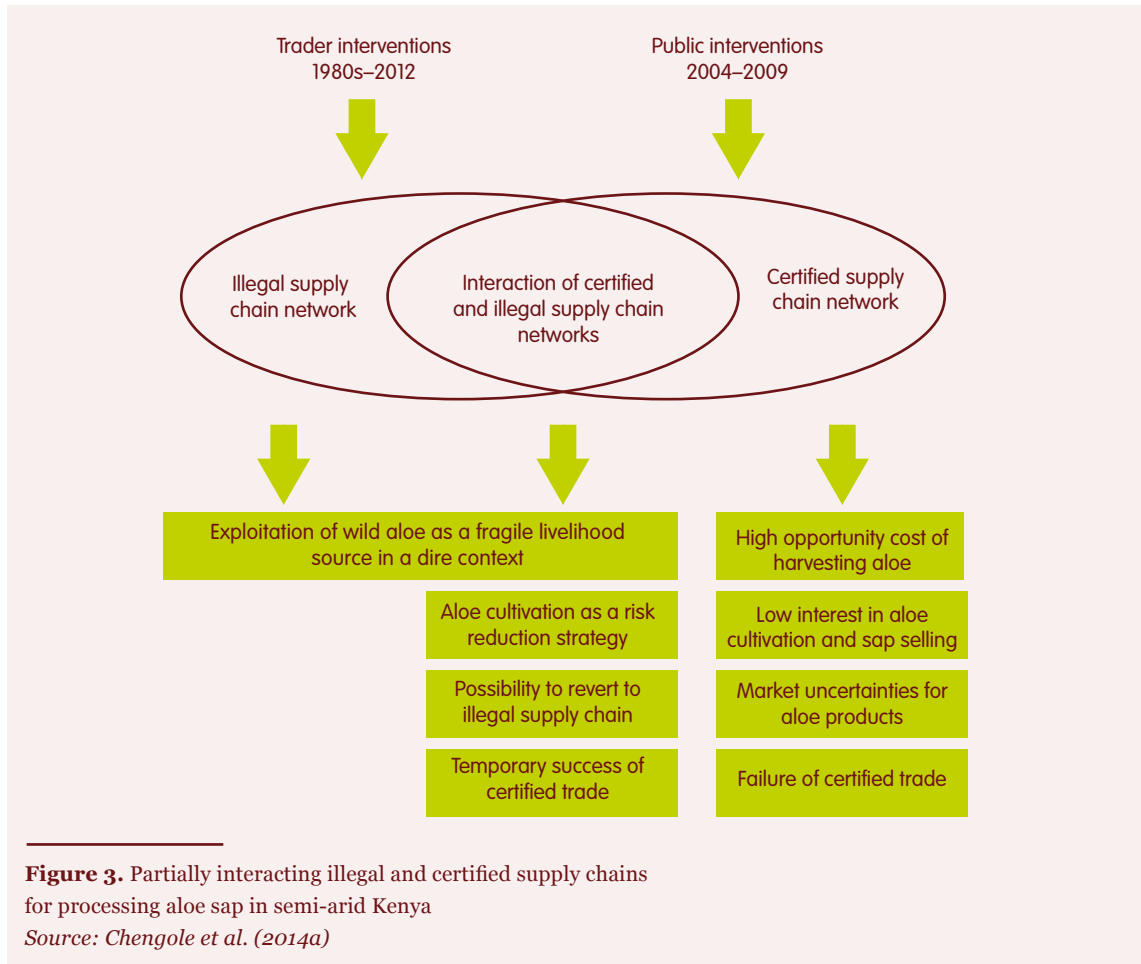 Trader interventions
1980s–2012
Public interventions
2004–2009
Illegal supply
chain network
Interaction of certified
and illegal supply chain
networks
Certified supply
chain network
Exploitation of wild aloe as a fragile livelihood
source in a dire context
Aloe cultivation as a risk
reduction strategy
Possibility to revert to
illegal supply chain
Temporary success of
certified trade
High opportunity cost of
harvesting aloe
Low interest in aloe
cultivation and sap selling
Market uncertainties for
aloe products
Failure of certified trade
Figure 3. Partially interacting illegal and certified supply chains
for processing aloe sap in semi-arid Kenya
Source: Chengole et al. (2014a)